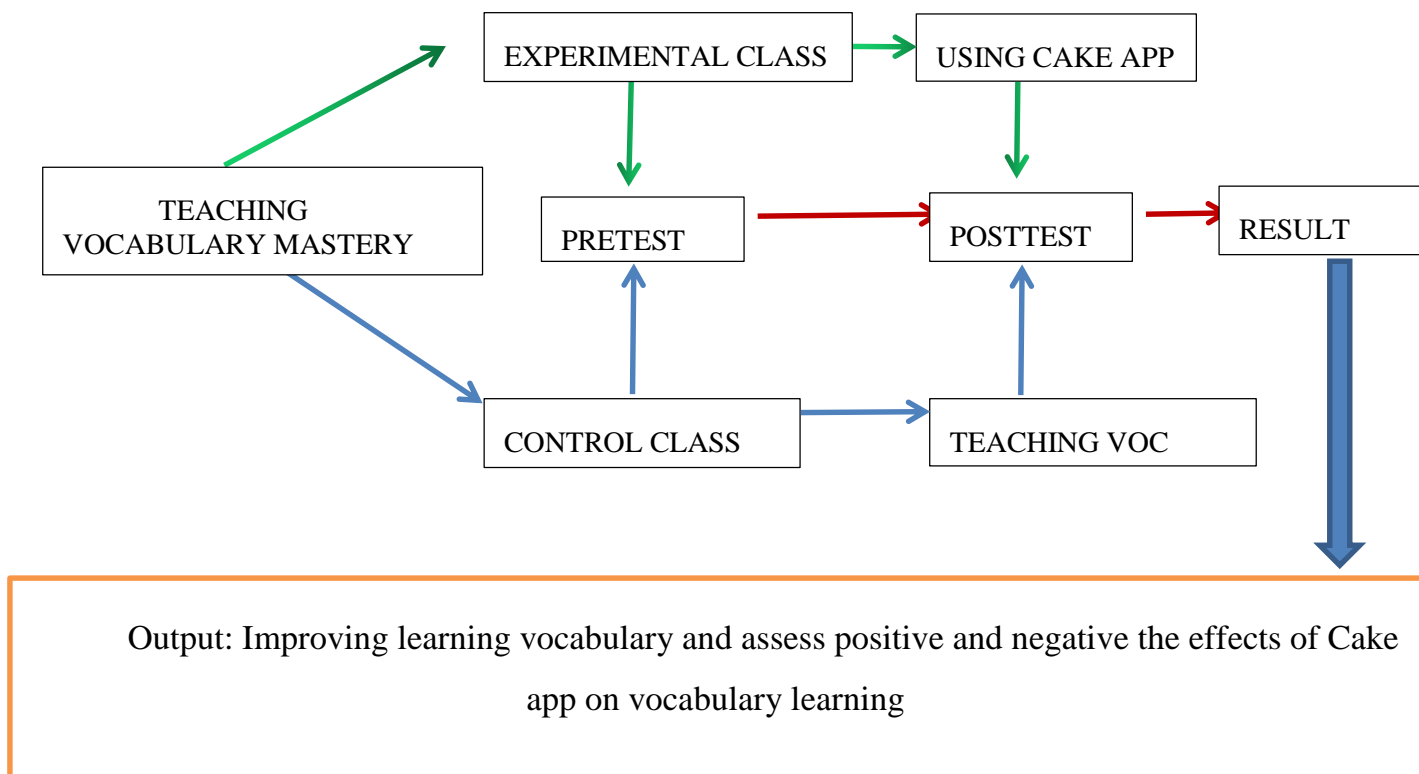 EXPERIMENTAL CLASS
USING CAKE APP
TEACHING
VOCABULARY MASTERY
PRETEST
POSTTEST
RESULT
CONTROL CLASS
TEACHING VOC
Output: Improving learning vocabulary and assess positive and negative the effects of Cake
app on vocabulary learning